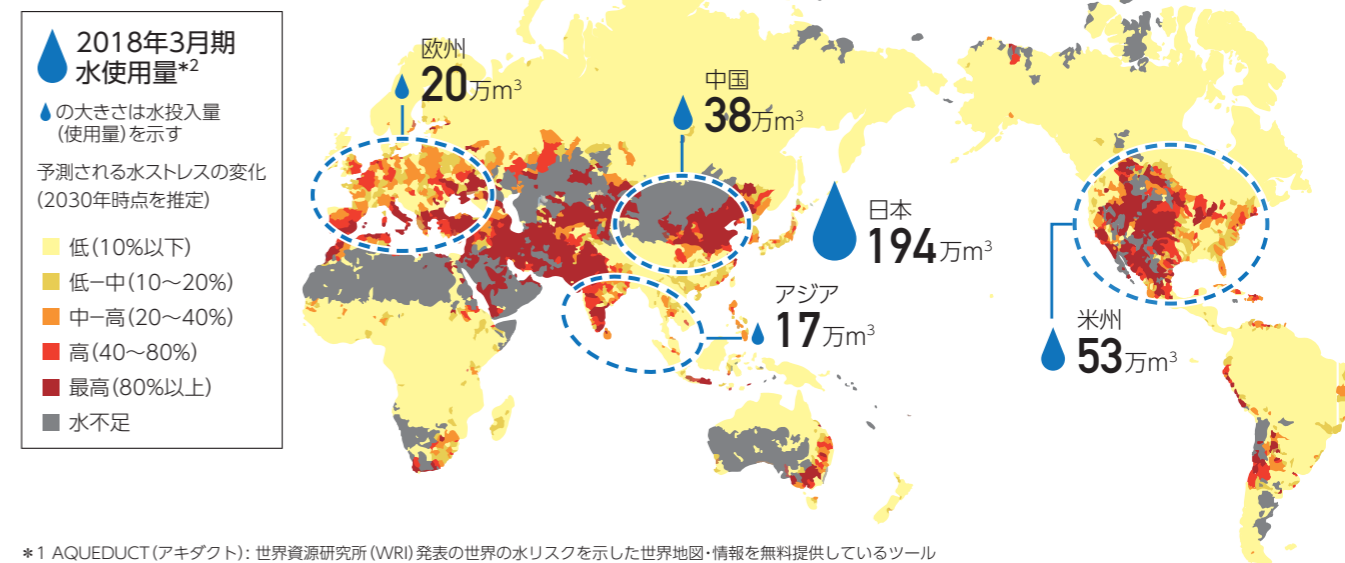 2018年3月期
水使用量*2
の大きさは水投入量
(使用量)を示す
予測される水ストレスの変化
(2030年時点を推定)
低(10%以下)
低−中(10〜20%)
中−高(20〜40%)
高(40〜80%)
最高(80%以上)
水不足
欧州
20万m³
中国
38万m³
日本
194万m³
アジア
17万m³
米州
53万m³
*1 AQUEDUCT(アキダクト): 世界資源研究所(WRI)発表の世界の水リスクを示した世界地図・情報を無料提供しているツール